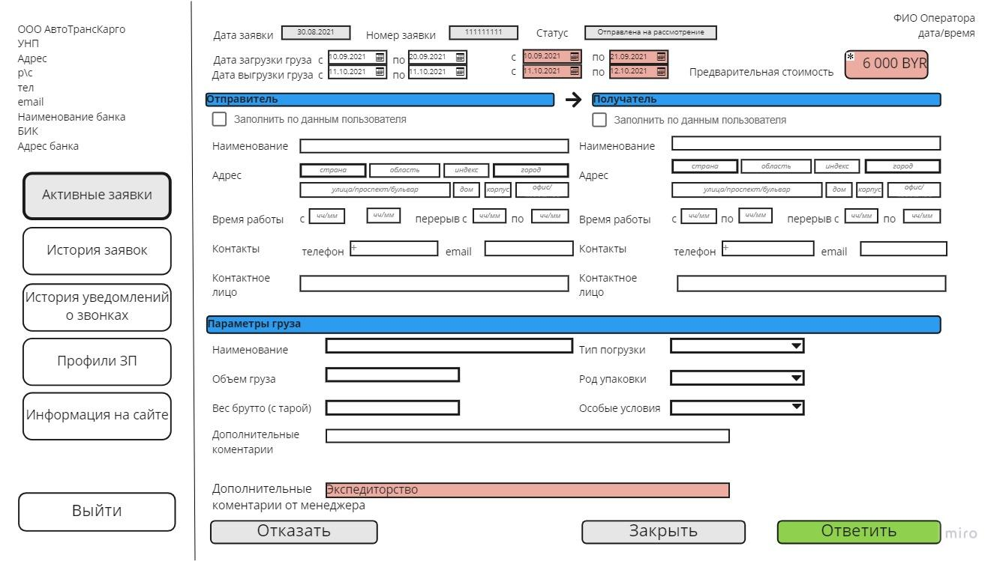 ООО АвтоТрансКарго
УНП
Адрес
р\с
тел
email
Наименование банка
БИК
Адрес банка
Активные заявки
История заявок
История уведомлений
о звонках
Профили ЗП
Информация на сайте
Выйти
ФИО Оператора
дата/время
Дата заявки 30.08.2021 Номер заявки 111111111 Статус Отправлена на рассмотрение
Дата загрузки груза с 10.09.2021 по 20.09.2021 с 10.09.2021 по 21.09.2021
Дата выгрузки груза с 11.10.2021 по 11.10.2021 с 11.10.2021 по 12.10.2021
Предварительная стоимость * 6 000 BYR
Отправитель
Заполнить по данным пользователя
Наименование
Адрес страна область индекс город
улица/проспект/бульвар дом корпус офис/
Время работы с чч/мм чч/мм перерыв с чч/мм по чч/мм
Контакты телефон + email
Контактное
лицо
Получатель
Заполнить по данным пользователя
Наименование
Адрес страна область индекс город
улица/проспект/бульвар дом корпус офис/
Время работы с чч/мм по чч/мм перерыв с чч/мм по чч/мм
Контакты телефон + email
Контактное
лицо
Параметры груза
Наименование Тип погрузки
Объем груза Род упаковки
Вес брутто (с тарой) Особые условия
Дополнительные
коментарии
Дополнительные Экспедиторство
коментарии от менеджера
Отказать Закрыть Ответить
miro